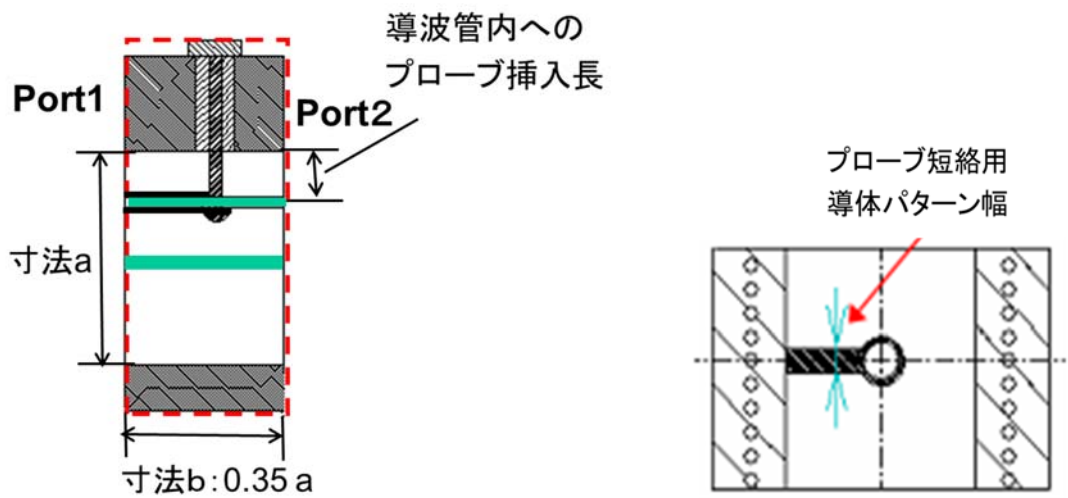 導波管内への
プローブ挿入長
Port1
Port2
プローブ短絡用
導体パターン幅
寸法a
寸法b:0.35 a